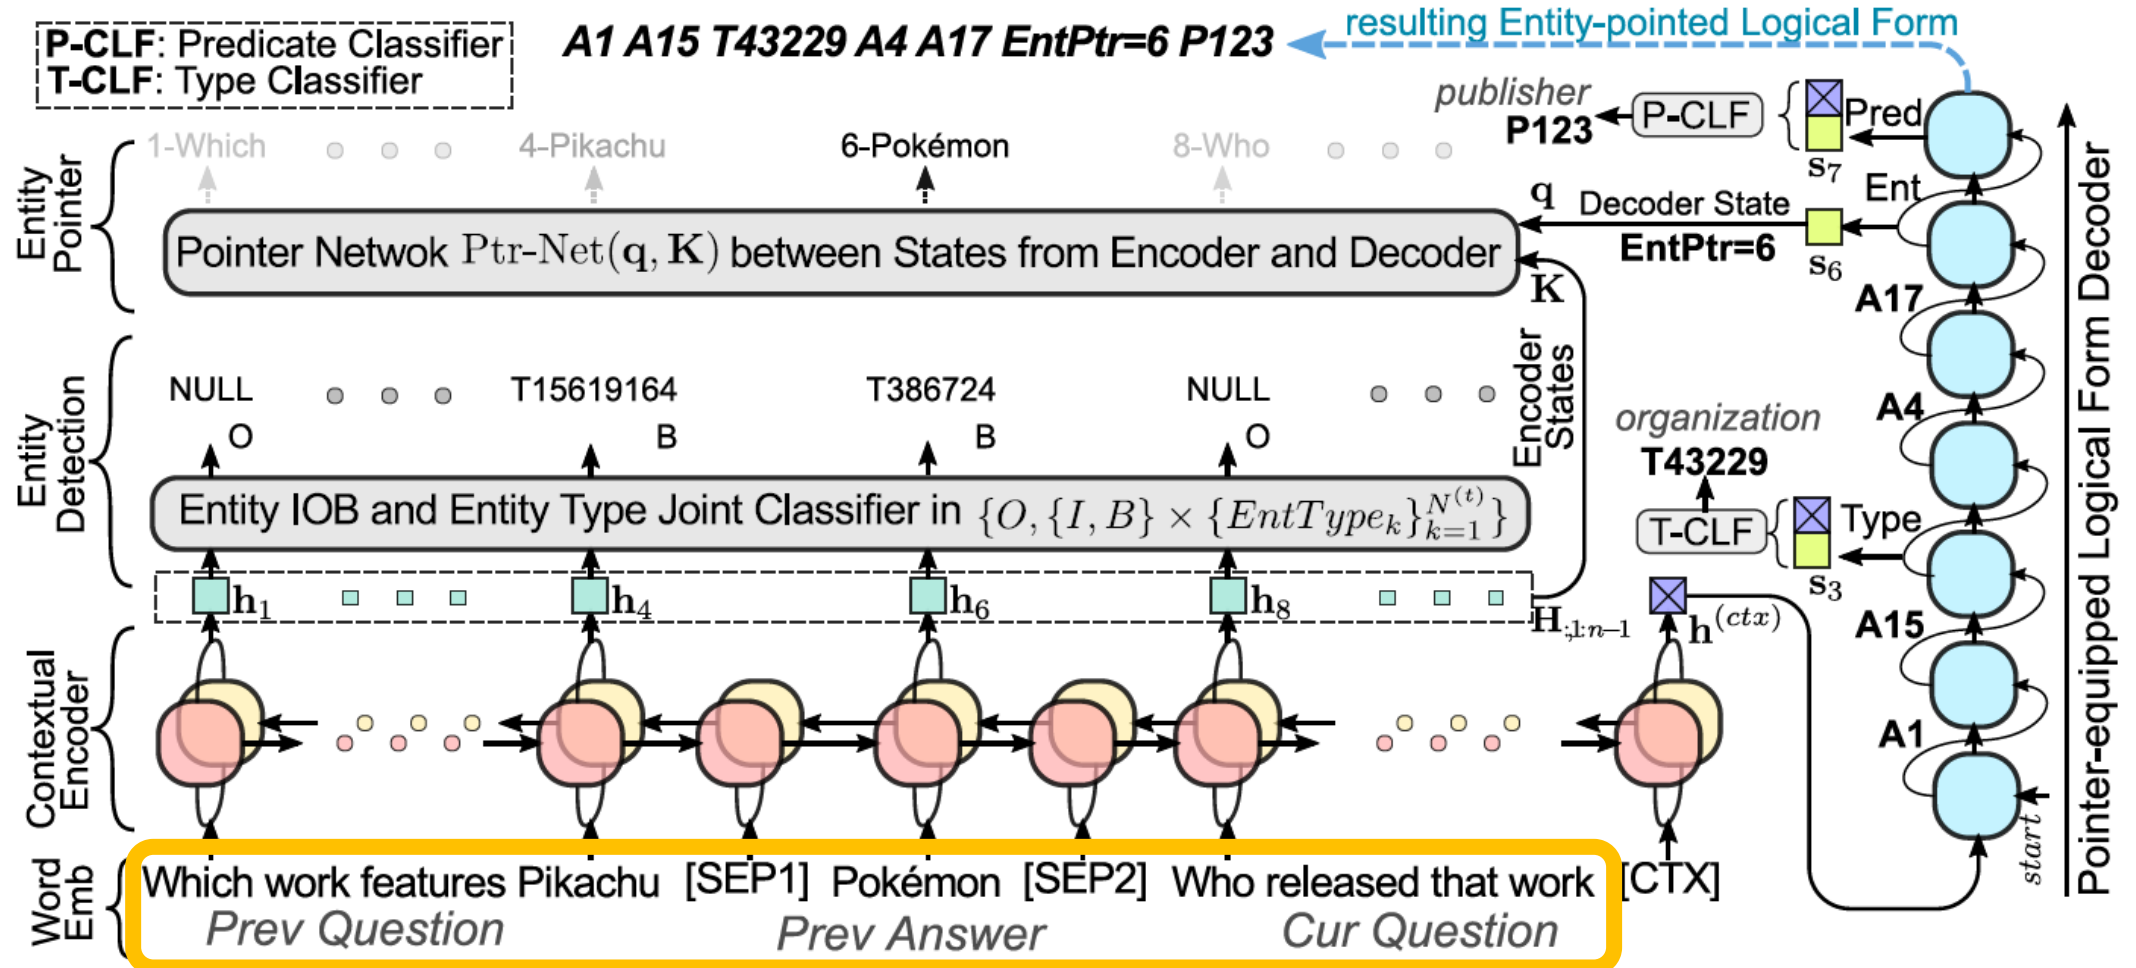 P-CLF: Predicate Classifier
T-CLF: Type Classifier
A1 A15 T43229 A4 A17 EntPtr=6 P123
resulting Entity-pointed Logical Form
publisher
P123
P-CLF
Pred
s7
Entity Pointer
1-Which
4-Pikachu
6-Pokémon
8-Who
Pointer Netwok Ptr-Net(q, K) between States from Encoder and Decoder
q
K
Decoder State
EntPtr=6
s6
Ent
A17
A4
A15
A1
start
Pointer-equipped Logical Form Decoder
Entity Detection
NULL
O
T15619164
B
T386724
B
NULL
O
Encoder States
Entity IOB and Entity Type Joint Classifier in {O, {I, B} × {EntType_k}_{k=1}^{N^{(t)}}}
organization
T43229
T-CLF
Type
s3
h1
h4
h6
h8
H:,1:n−1
h(ctx)
Contextual Encoder
Word Emb
Which work features Pikachu [SEP1] Pokémon [SEP2] Who released that work [CTX]
Prev Question
Prev Answer
Cur Question